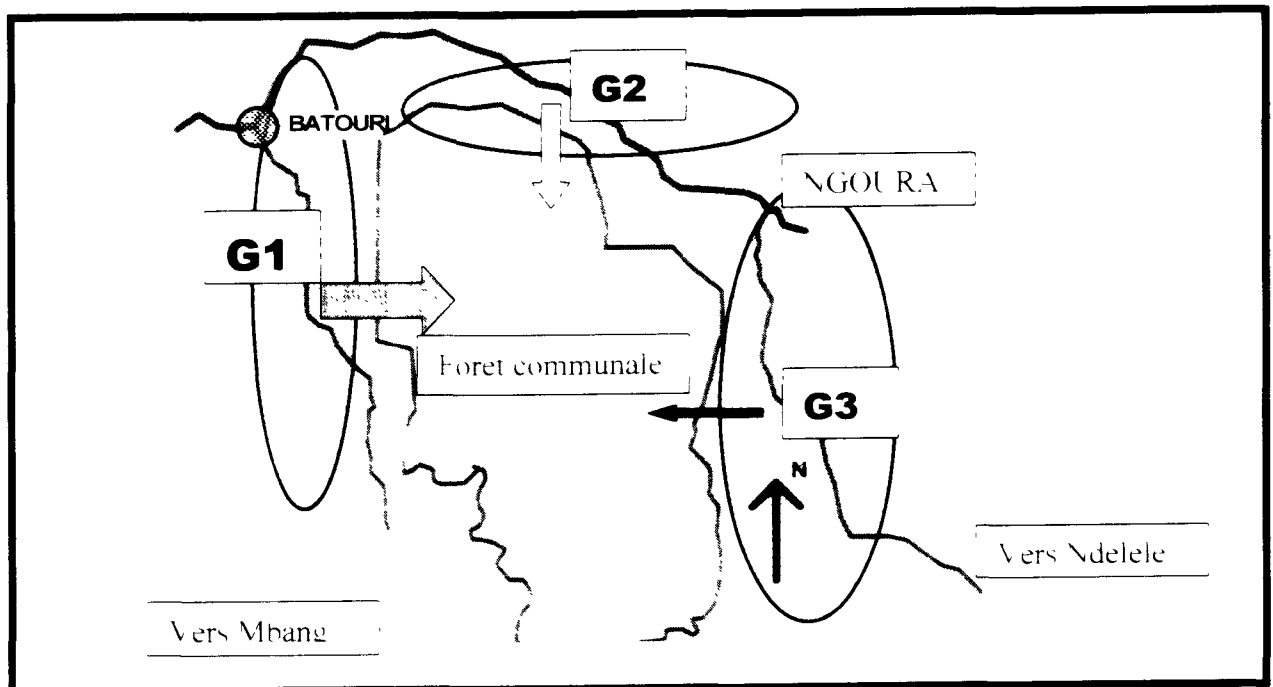 G2
BATOURI
NGOURA
G1
Foret communale
G3
N
Vers Ndelele
Vers Mbang